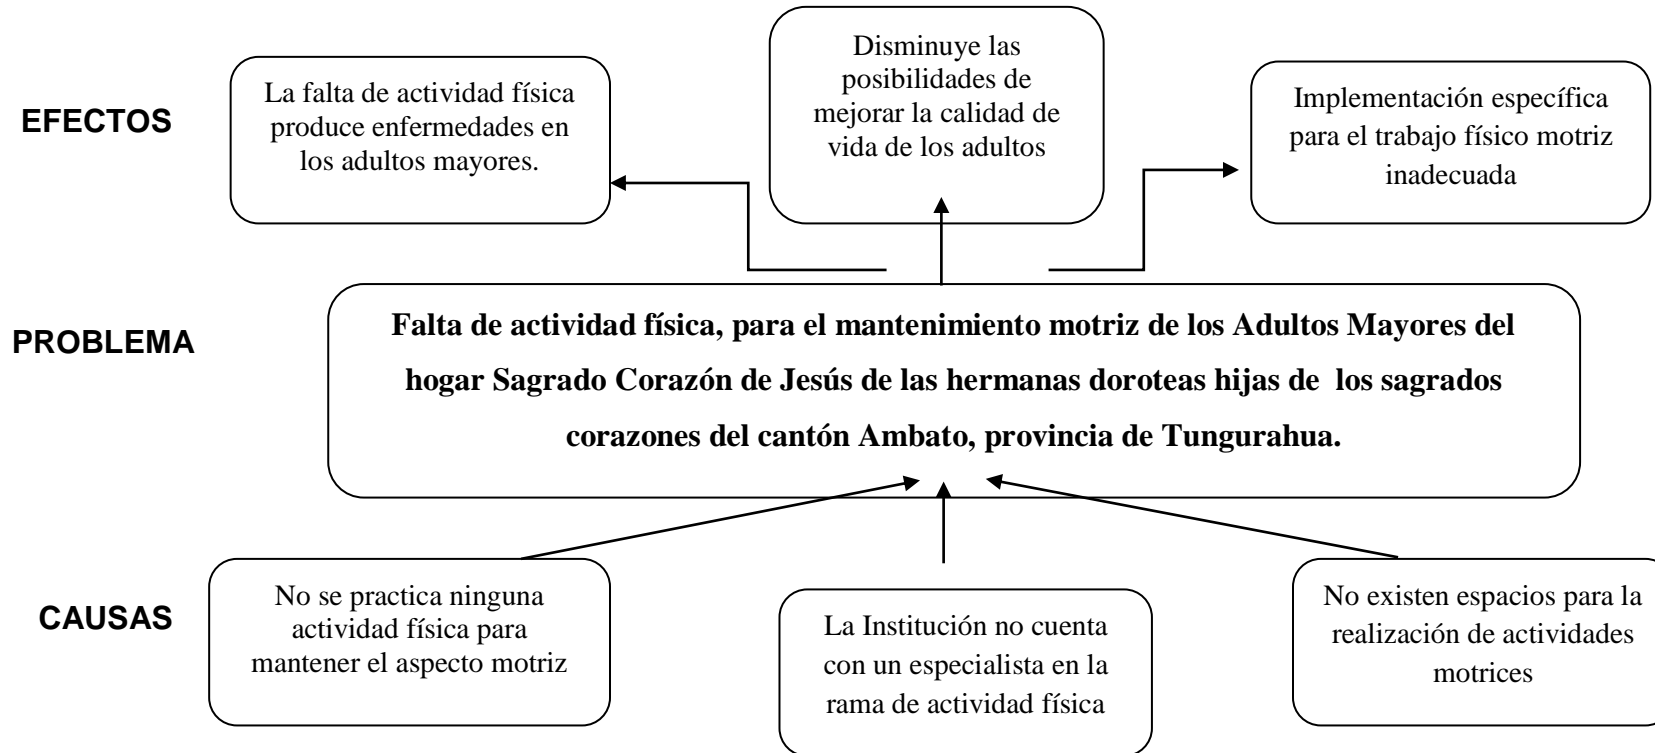 EFECTOS
La falta de actividad física
produce enfermedades en
los adultos mayores.
Disminuye las
posibilidades de
mejorar la calidad de
vida de los adultos
Implementación específica
para el trabajo físico motriz
inadecuada
PROBLEMA
Falta de actividad física, para el mantenimiento motriz de los Adultos Mayores del
hogar Sagrado Corazón de Jesús de las hermanas doroteas hijas de los sagrados
corazones del cantón Ambato, provincia de Tungurahua.
CAUSAS
No se practica ninguna
actividad física para
mantener el aspecto motriz
La Institución no cuenta
con un especialista en la
rama de actividad física
No existen espacios para la
realización de actividades
motrices